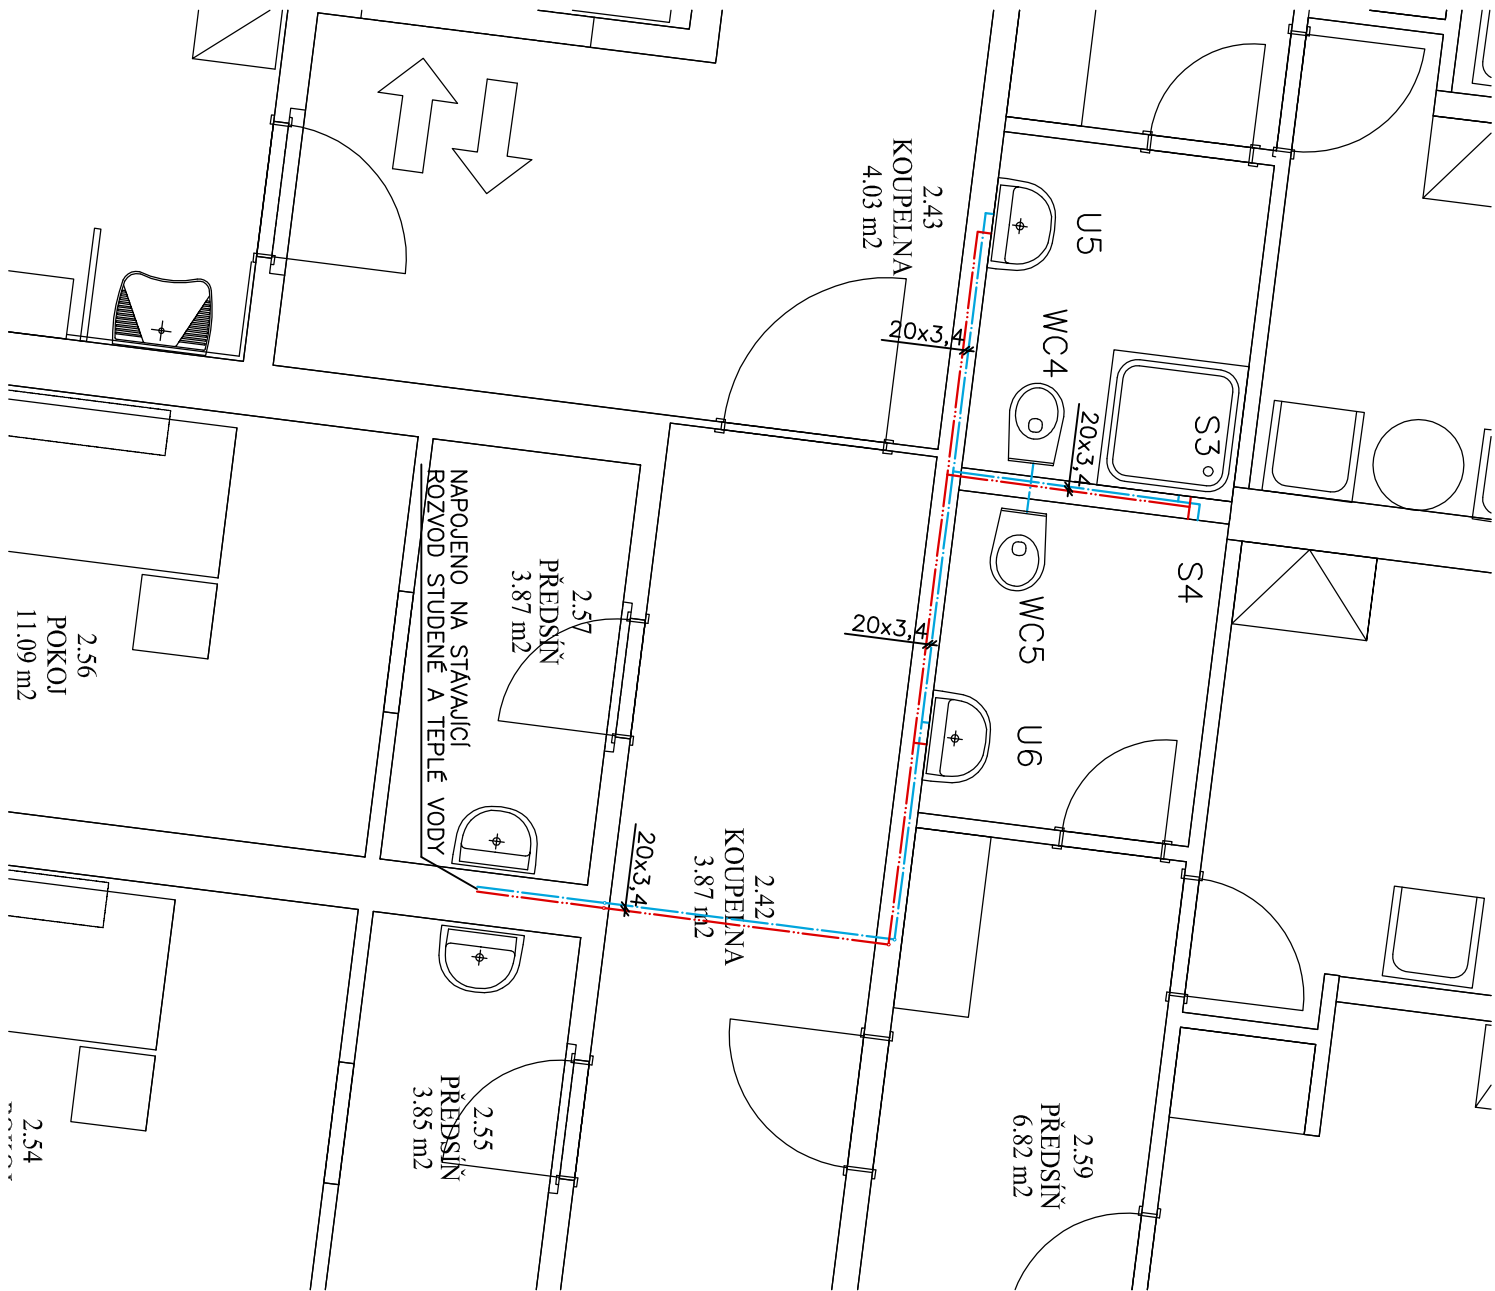 2.43
KOUPELNA
4.03 m2
U5
WC4
20x3,4
S3
20x3,4
S4
WC5
20x3,4
U6
NAPOJENO NA STÁVAJÍCÍ
ROZVOD STUDENÉ A TEPLÉ VODY
2.57
PŘEDSÍŇ
3.87 m2
2.56
POKOJ
11.09 m2
20x3,4
2.42
KOUPELNA
3.87 m2
2.55
PŘEDSÍŇ
3.85 m2
2.59
PŘEDSÍŇ
6.82 m2
2.54